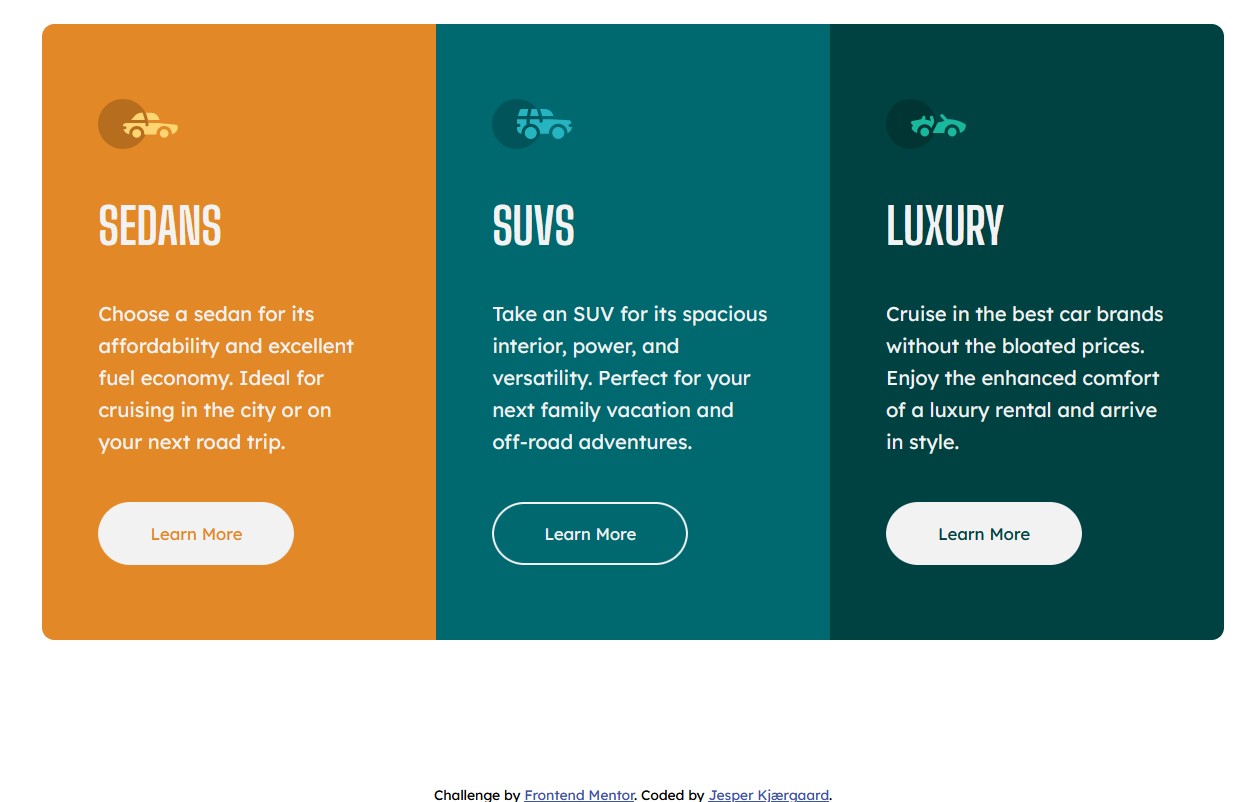 SEDANS
Choose a sedan for its
affordability and excellent
fuel economy. Ideal for
cruising in the city or on
your next road trip.
Learn More
SUVS
Take an SUV for its spacious
interior, power, and
versatility. Perfect for your
next family vacation and
off-road adventures.
Learn More
LUXURY
Cruise in the best car brands
without the bloated prices.
Enjoy the enhanced comfort
of a luxury rental and arrive
in style.
Learn More
Challenge by Frontend Mentor. Coded by Jesper Kjærgaard.